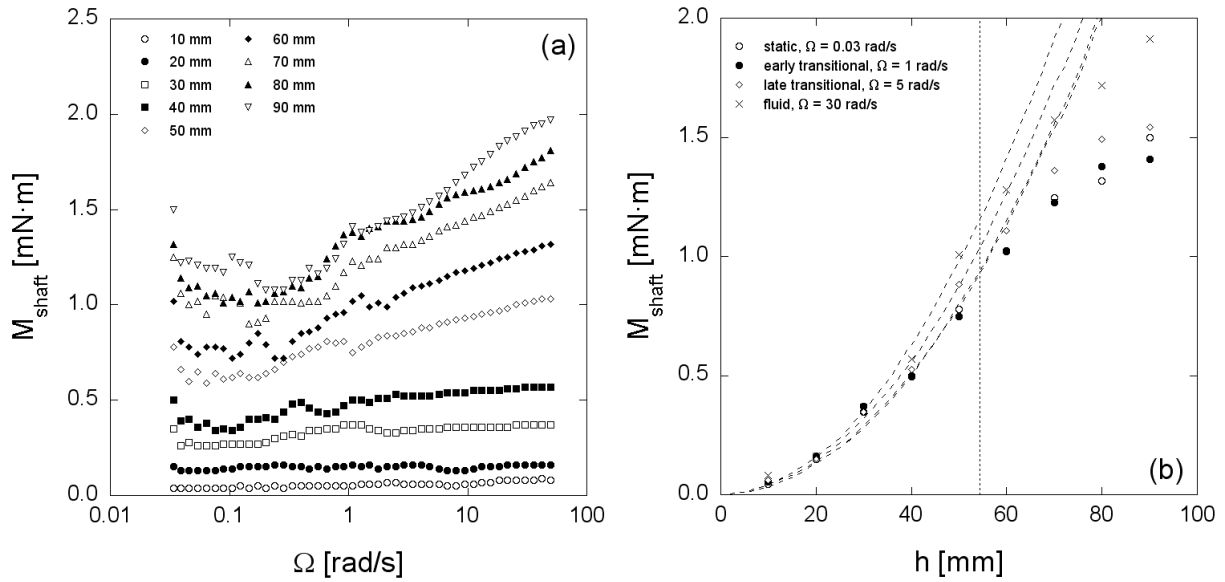 2.5
2.0
1.5
1.0
0.5
0.0
M_shaft [mN·m]
10 mm
20 mm
30 mm
40 mm
50 mm
60 mm
70 mm
80 mm
90 mm
(a)
0.01
0.1
1
10
100
Ω [rad/s]
2.0
1.5
1.0
0.5
0.0
M_shaft [mN·m]
static, Ω = 0.03 rad/s
early transitional, Ω = 1 rad/s
late transitional, Ω = 5 rad/s
fluid, Ω = 30 rad/s
(b)
0
20
40
60
80
100
h [mm]